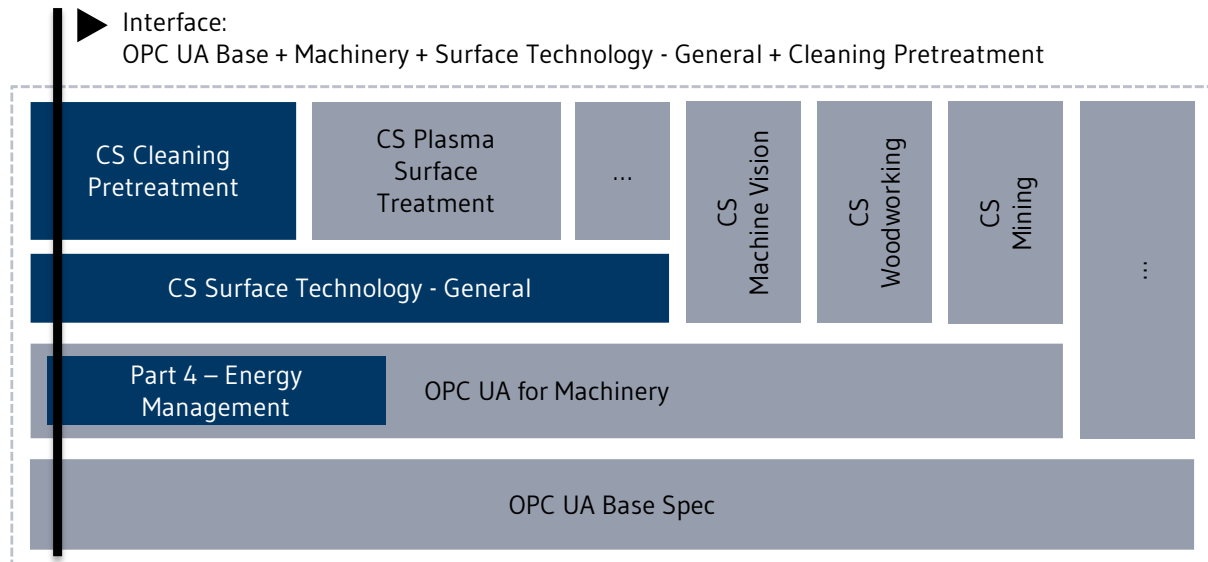 Interface:
OPC UA Base + Machinery + Surface Technology - General + Cleaning Pretreatment
CS Cleaning
Pretreatment
CS Plasma
Surface
Treatment
...
CS
Machine Vision
CS
Woodworking
CS
Mining
...
CS Surface Technology - General
Part 4 – Energy
Management
OPC UA for Machinery
OPC UA Base Spec